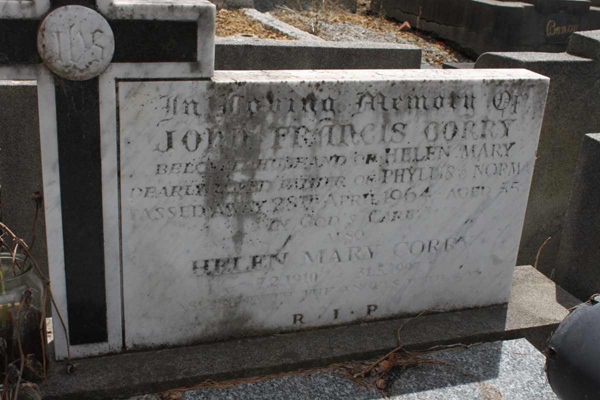 IHS
In Loving Memory Of
JOHN FRANCIS CORRY
BELOVED HUSBAND OF HELEN MARY
DEARLY LOVED FATHER OF PHYLLIS & NORMA
PASSED AWAY 28TH APRIL 1964 AGED 55
IN GOD'S CARE
ALSO
HELEN MARY CORRY
R. I. P.